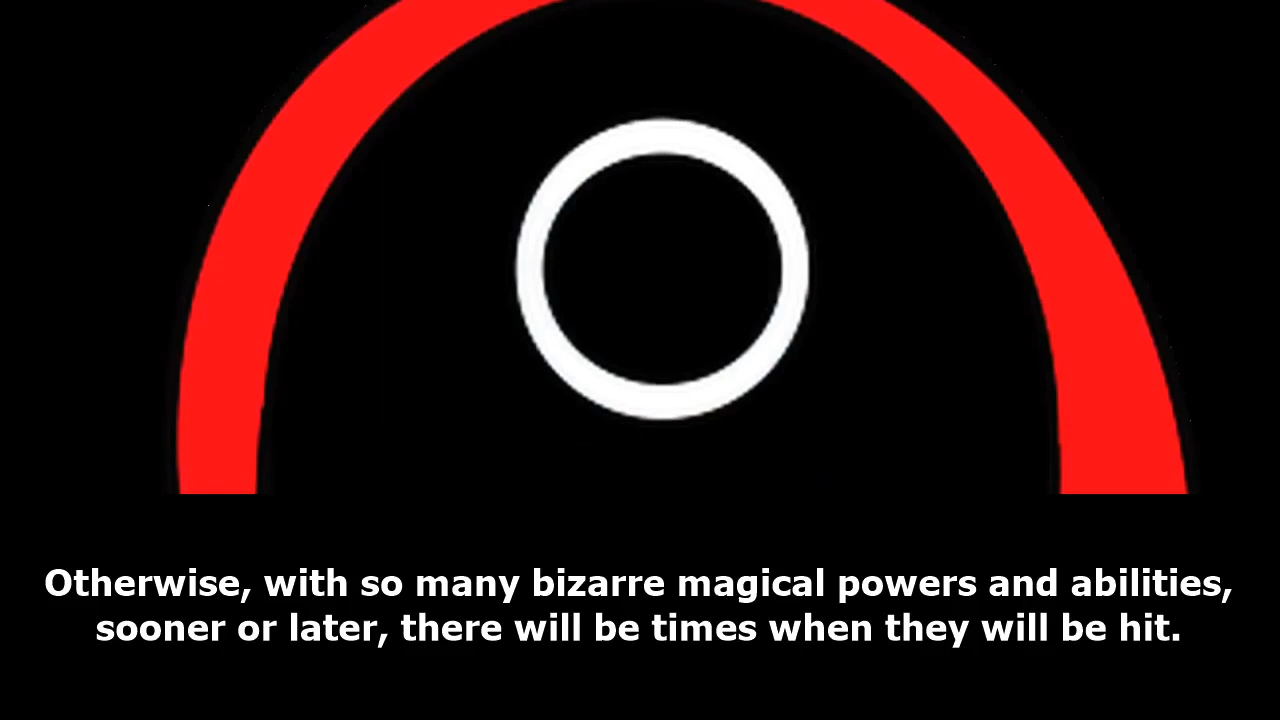 Otherwise, with so many bizarre magical powers and abilities,
sooner or later, there will be times when they will be hit.